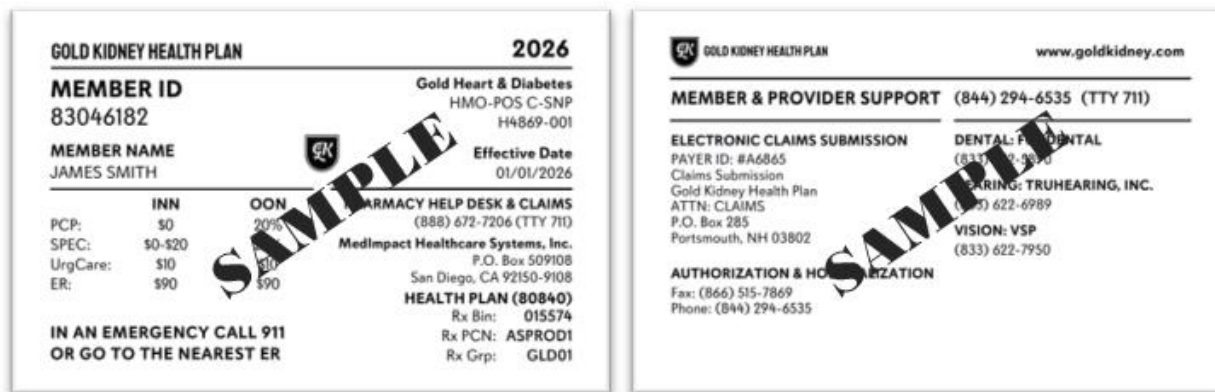 GOLD KIDNEY HEALTH PLAN 2026
MEMBER ID
83046182
Gold Heart & Diabetes
HMO-POS C-SNP
H4869-001
MEMBER NAME
JAMES SMITH
GK
Effective Date
01/01/2026
INN OON
PCP: $0 20%
SPEC: $0-$20
UrgCare: $10
ER: $90 $90
HELP DESK & CLAIMS
(888) 672-7206 (TTY 711)
MedImpact Healthcare Systems, Inc.
P.O. Box 509108
San Diego, CA 92150-9108
HEALTH PLAN (80840)
Rx Bin: 015574
Rx PCN: ASPROD1
Rx Grp: GLD01
IN AN EMERGENCY CALL 911
OR GO TO THE NEAREST ER
SAMPLE
GK GOLD KIDNEY HEALTH PLAN www.goldkidney.com
MEMBER & PROVIDER SUPPORT (844) 294-6535 (TTY 711)
ELECTRONIC CLAIMS SUBMISSION
PAYER ID: #A6865
Claims Submission
Gold Kidney Health Plan
ATTN: CLAIMS
P.O. Box 285
Portsmouth, NH 03802
AUTHORIZATION &
Fax: (866) 515-7869
Phone: (844) 294-6535
DENTAL:
TRUHEARING, INC.
622-6989
VISION: VSP
(833) 622-7950
SAMPLE